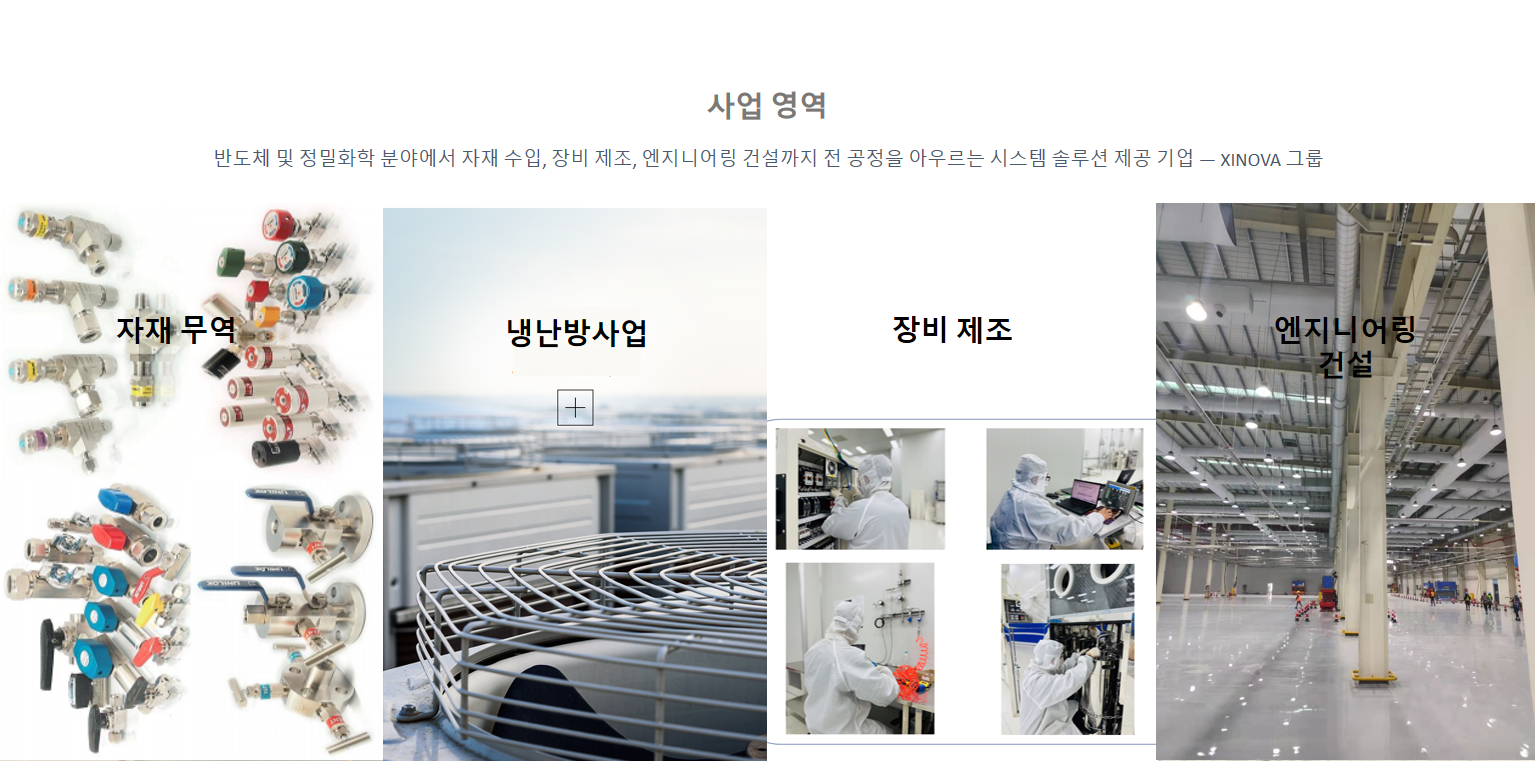 사업 영역
반도체 및 정밀화학 분야에서 자재 수입, 장비 제조, 엔지니어링 건설까지 전 공정을 아우르는 시스템 솔루션 제공 기업 — XINOVA 그룹
자재 무역
냉난방사업
장비 제조
엔지니어링
건설
UNILOK
UNILOK